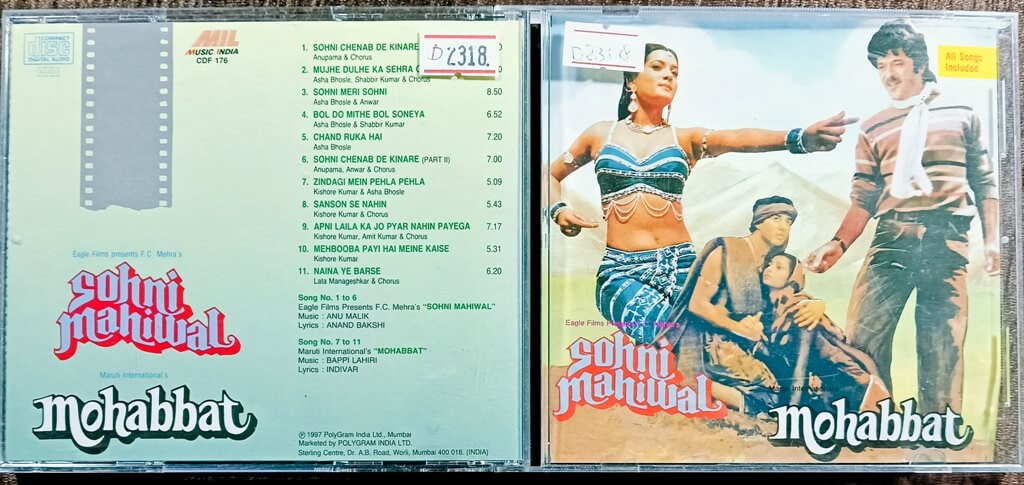 COMPACT
disc
DIGITAL AUDIO
MIL
MUSIC INDIA
CDF 176
D2318.
1. SOHNI CHENAB DE KINARE
Anupama & Chorus
2. MUJHE DULHE KA SEHRA
Asha Bhosle, Shabbir Kumar & Chorus
3. SOHNI MERI SOHNI 8.50
Asha Bhosle & Anwar
4. BOL DO MITHE BOL SONEYA 6.52
Asha Bhosle & Shabbir Kumar
5. CHAND RUKA HAI 7.20
Asha Bhosle
6. SOHNI CHENAB DE KINARE (PART II) 7.00
Anupama, Anwar & Chorus
7. ZINDAGI MEIN PEHLA PEHLA 5.09
Kishore Kumar & Asha Bhosle
8. SANSON SE NAHIN 5.43
Kishore Kumar & Chorus
9. APNI LAILA KA JO PYAR NAHIN PAYEGA 7.17
Kishore Kumar, Amit Kumar & Chorus
10. MEHBOOBA PAYI HAI MEINE KAISE 5.31
Kishore Kumar
11. NAINA YE BARSE 6.20
Lata Manageshkar & Chorus
Song No. 1 to 6
Eagle Films Presents F.C. Mehra's "SOHNI MAHIWAL"
Music : ANU MALIK
Lyrics : ANAND BAKSHI
Song No. 7 to 11
Maruti International's "MOHABBAT"
Music : BAPPI LAHIRI
Lyrics : INDIVAR
℗ 1997 PolyGram India Ltd., Mumbai
Marketed by POLYGRAM INDIA LTD.
Sterling Centre, Dr. A.B. Road, Worli, Mumbai 400 018. (INDIA)
Eagle Films presents F.C. Mehra's
Sohni
Mahiwal
Maruti International's
Mohabbat
D2318
All Songs
Included
Eagle Films Presents F.C. Mehra's
Sohni
Mahiwal
Maruti International's
Mohabbat